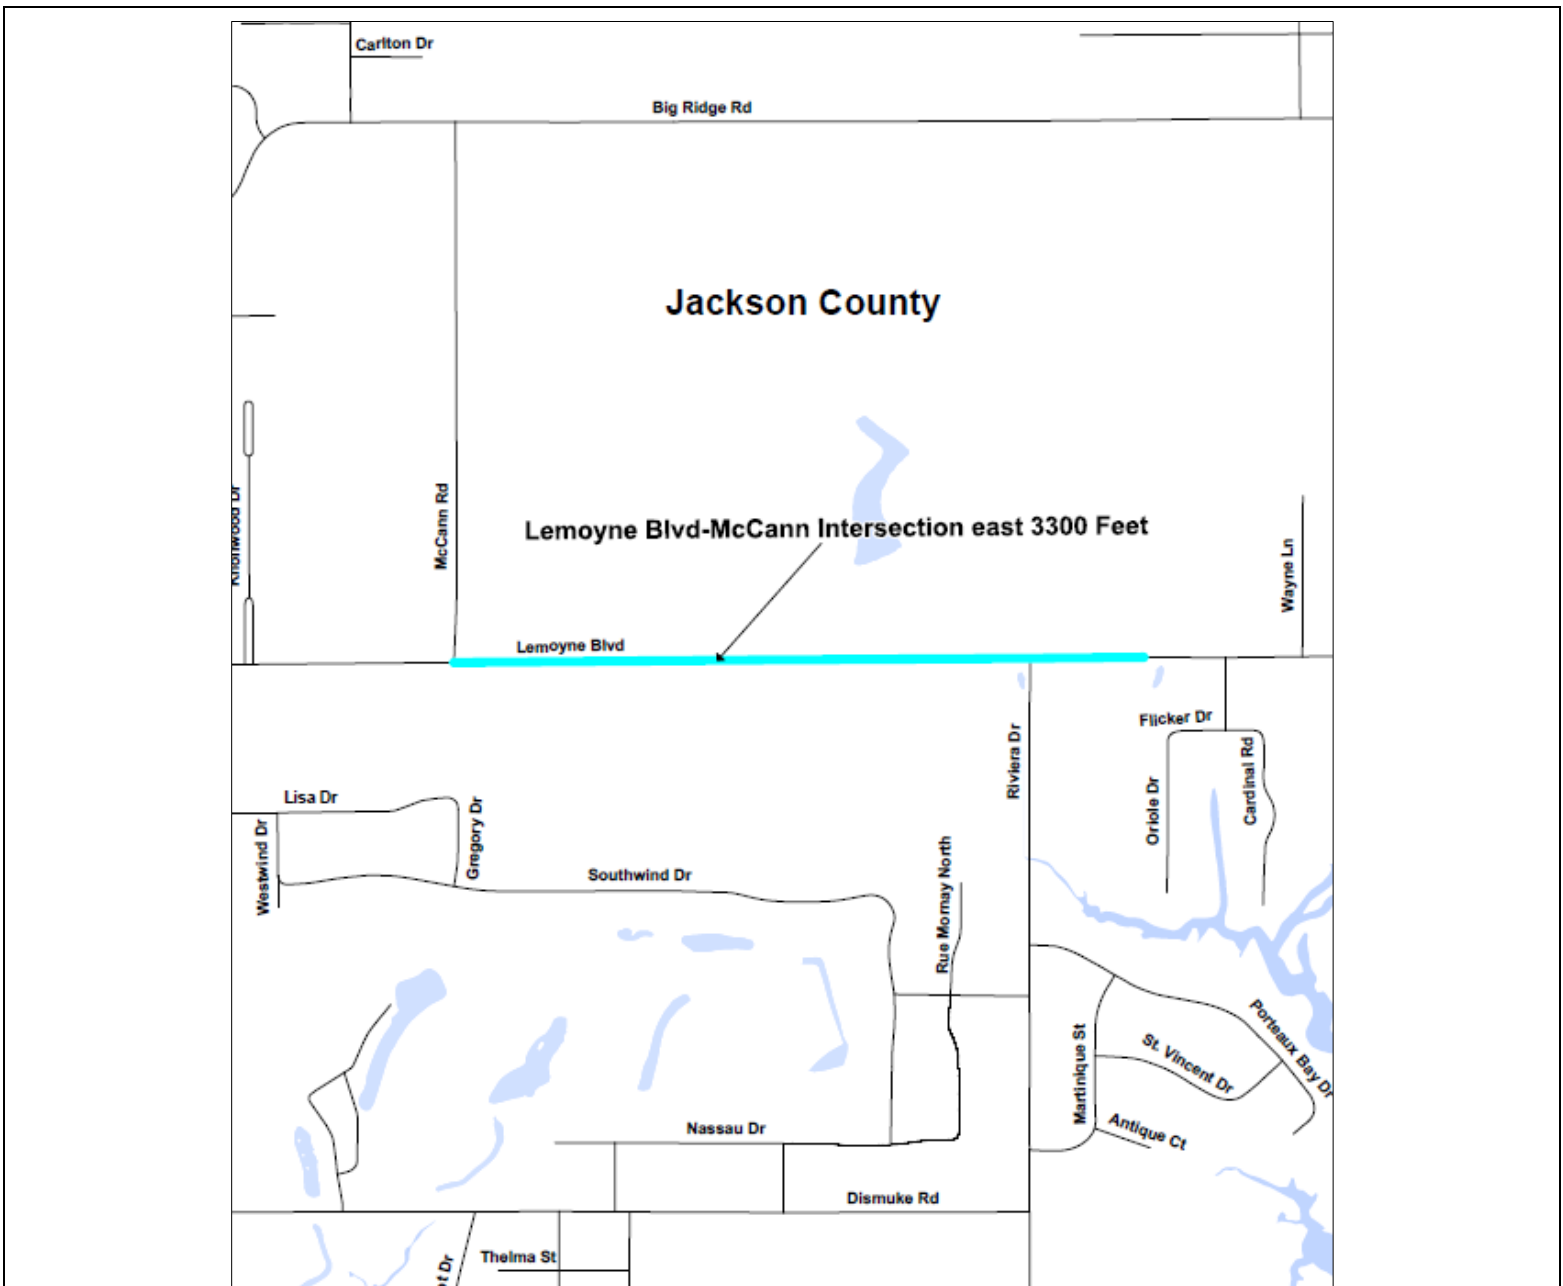 Carlton Dr
Big Ridge Rd
Jackson County
McCann Rd
Lemoyne Blvd-McCann Intersection east 3300 Feet
Wayne Ln
Lemoyne Blvd
Flicker Dr
Riviera Dr
Cardinal Rd
Oriole Dr
Lisa Dr
Gregory Dr
Westwind Dr
Southwind Dr
Rue Mornay North
Porteaux Bay Dr
Martinique St
St. Vincent Dr
Antique Ct
Nassau Dr
Dismuke Rd
Thelma St
Dr